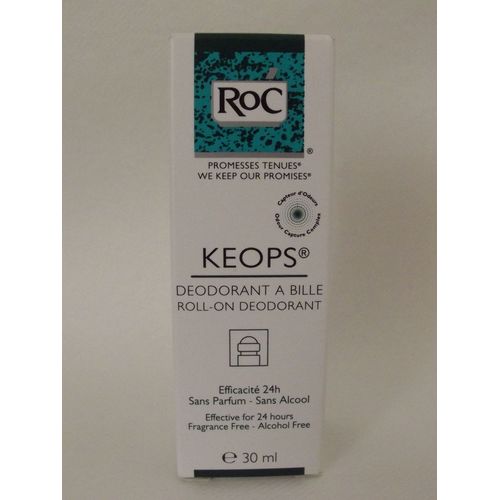 RoC
®
PROMESSES TENUES®
WE KEEP OUR PROMISES®
Capteur d'Odeurs
Odour Capture Complex
KEOPS®
DEODORANT A BILLE
ROLL-ON DEODORANT
Efficacité 24h
Sans Parfum - Sans Alcool
Effective for 24 hours
Fragrance Free - Alcohol Free
℮ 30 ml